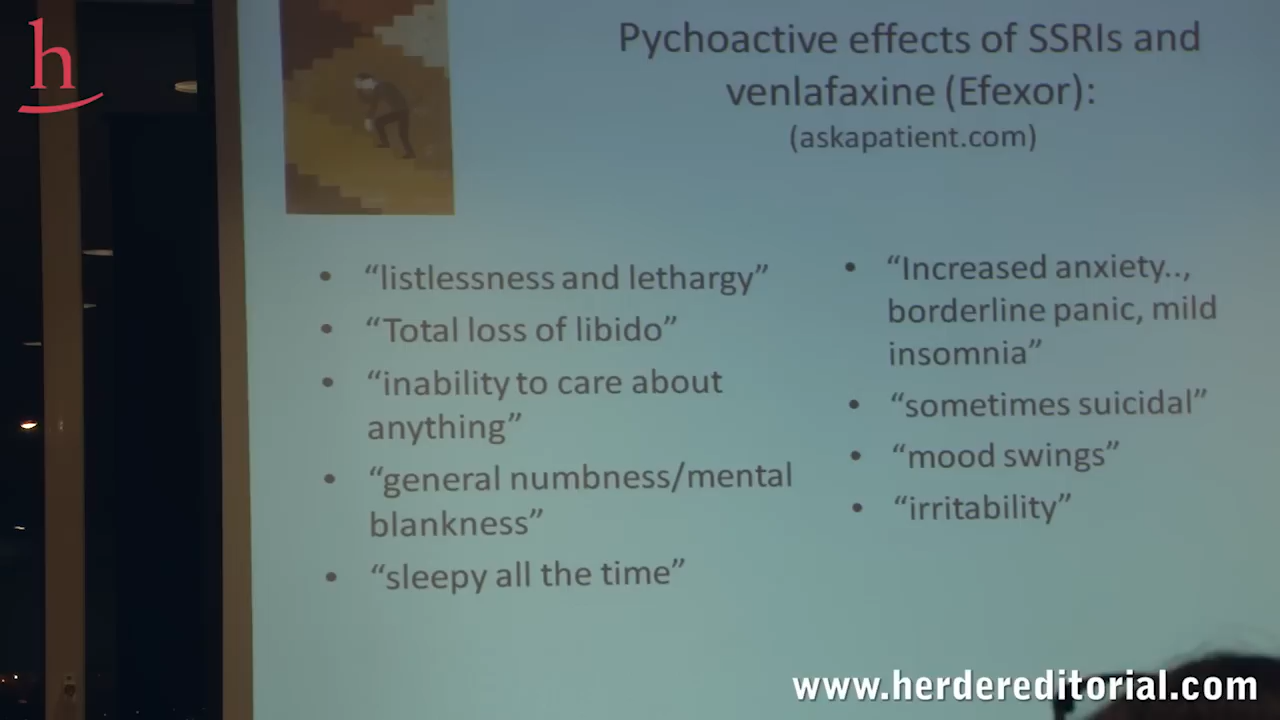 h
Pychoactive effects of SSRIs and
venlafaxine (Efexor):
(askapatient.com)
• “listlessness and lethargy”
• “Total loss of libido”
• “inability to care about
anything”
• “general numbness/mental
blankness”
• “sleepy all the time”
• “Increased anxiety..,
borderline panic, mild
insomnia”
• “sometimes suicidal”
• “mood swings”
• “irritability”
www.herdereditorial.com